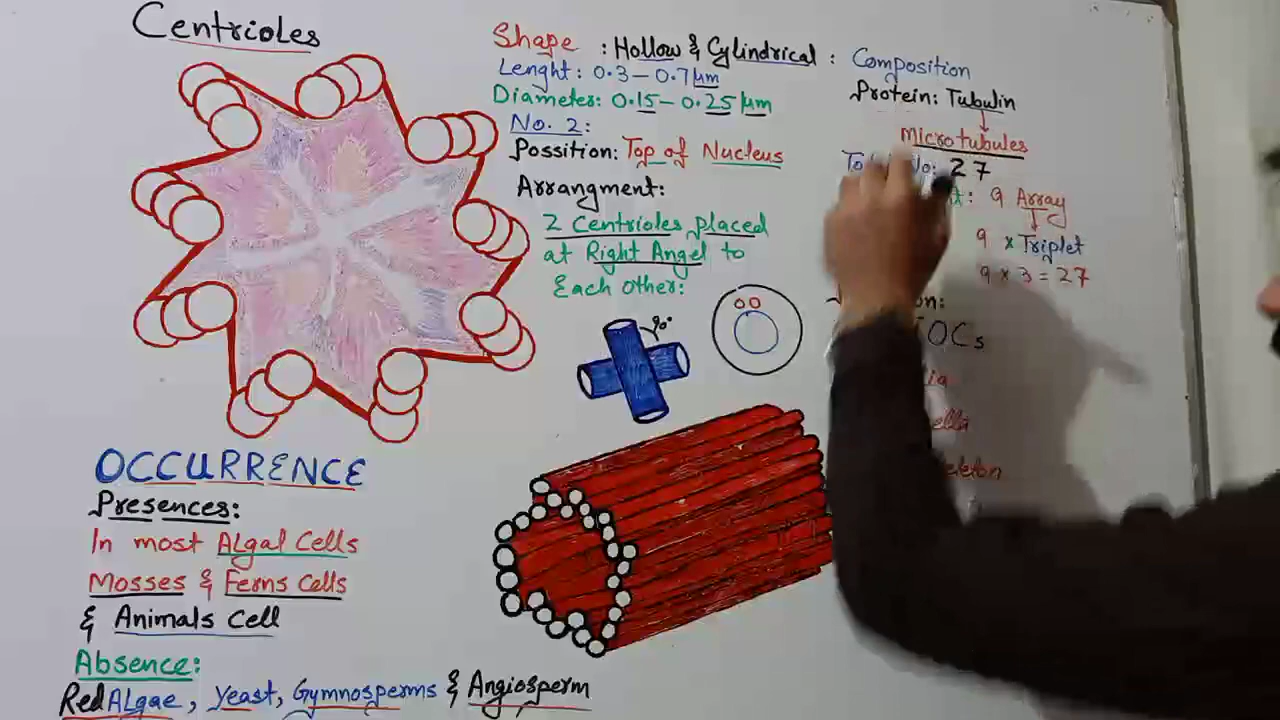 Centrioles
Shape : Hollow & Cylindrical :
Lenght: 0.3 – 0.7 µm
Diameter: 0.15 – 0.25 µm
No. 2:
Possition: Top of Nucleus
Arrangment:
2 Centrioles placed
at Right Angel to
Each other:
90°
Composition
Protein: Tubulin
Microtubules
No: 27
9 Array
9 x Triplet
9 x 3 = 27
OCCURRENCE
Presences:
In most Algal Cells
Mosses & Ferns Cells
& Animals Cell
Absence:
Red Algae, Yeast, Gymnosperms & Angiosperm